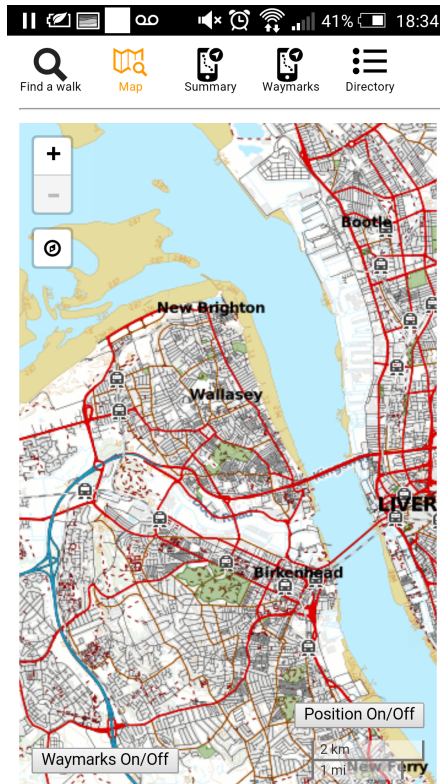 41% 18:34
Find a walk Map Summary Waymarks Directory
+
−
Bootle
New Brighton
Wallasey
LIVER
Birkenhead
Position On/Off
2 km
Waymarks On/Off
1 mi
New Ferry